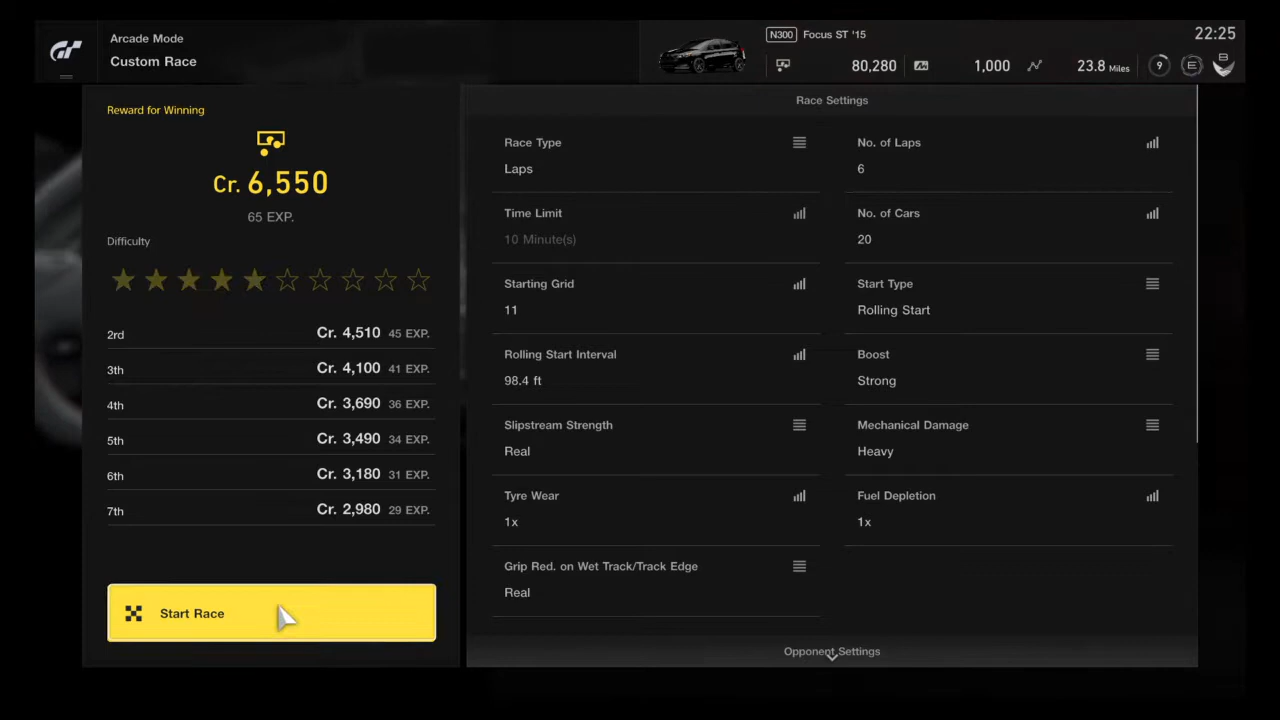 Arcade Mode
Custom Race
N300 Focus ST '15
80,280 1,000 23.8 Miles 9 E B
22:25
Reward for Winning
Cr. 6,550
65 EXP.
Difficulty
2rd Cr. 4,510 45 EXP.
3th Cr. 4,100 41 EXP.
4th Cr. 3,690 36 EXP.
5th Cr. 3,490 34 EXP.
6th Cr. 3,180 31 EXP.
7th Cr. 2,980 29 EXP.
Start Race
Race Settings
Race Type
Laps
No. of Laps
6
Time Limit
10 Minute(s)
No. of Cars
20
Starting Grid
11
Start Type
Rolling Start
Rolling Start Interval
98.4 ft
Boost
Strong
Slipstream Strength
Real
Mechanical Damage
Heavy
Tyre Wear
1x
Fuel Depletion
1x
Grip Red. on Wet Track/Track Edge
Real
Opponent Settings